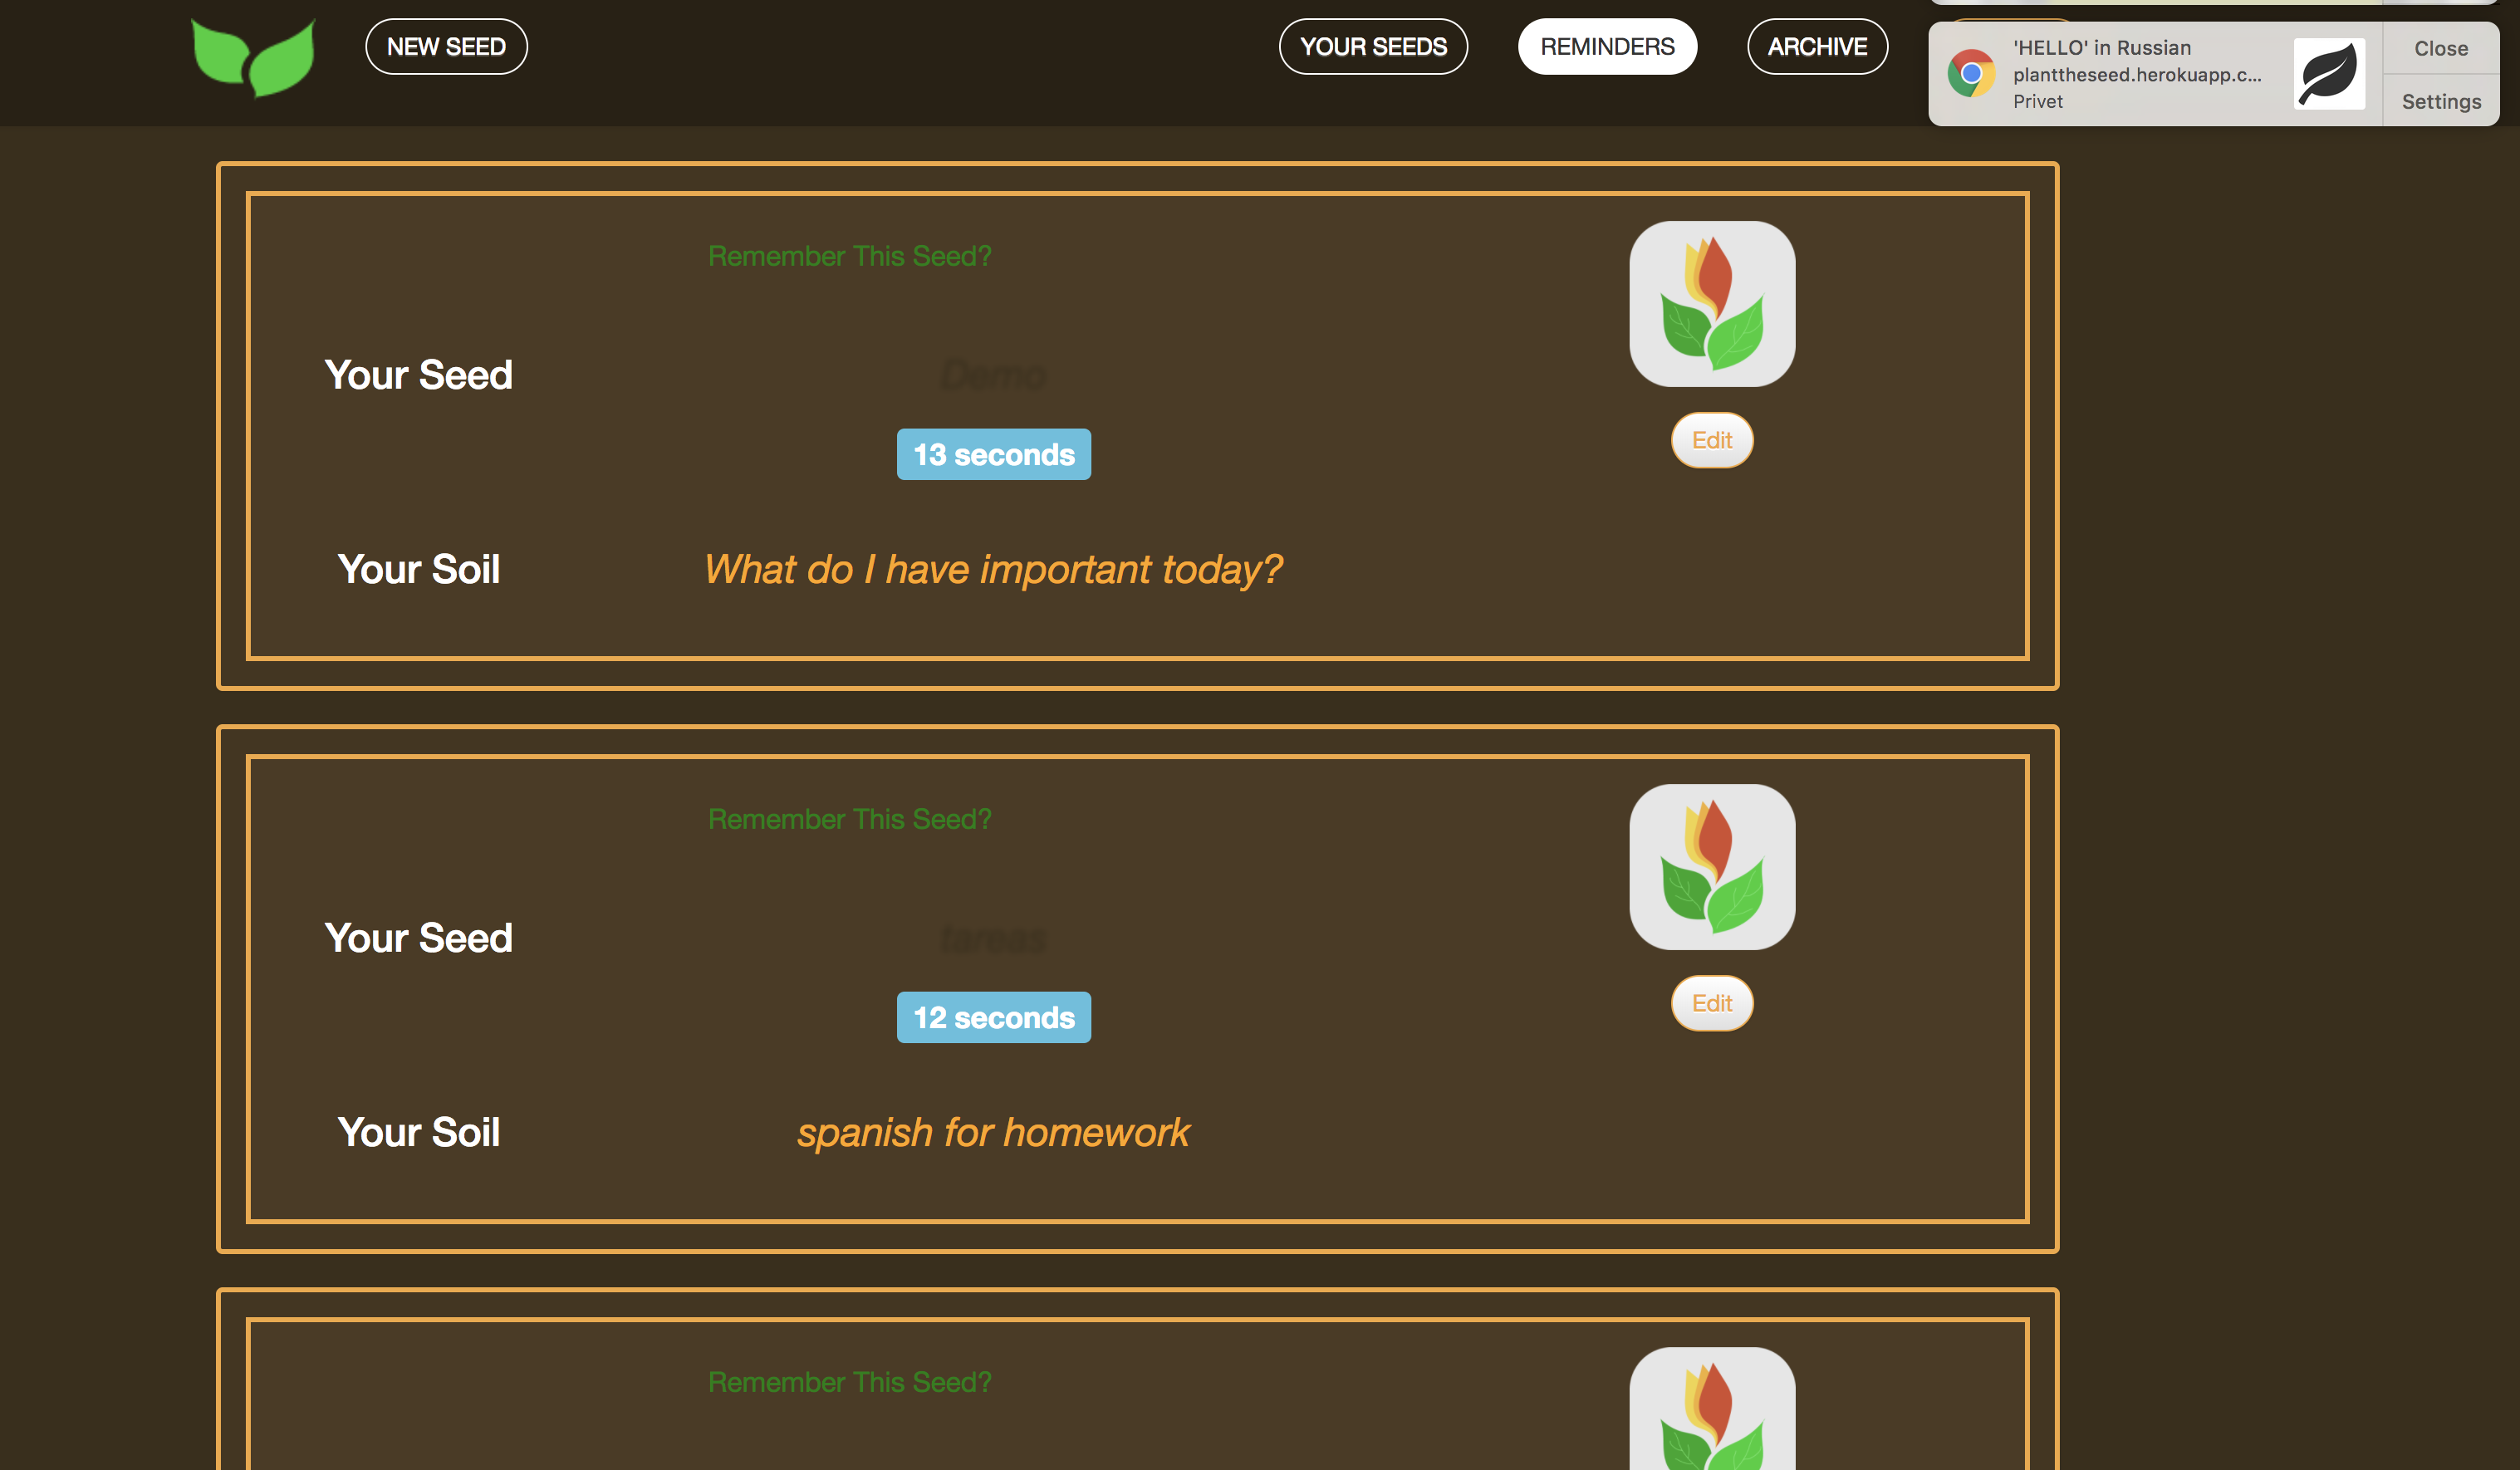 NEW SEED
YOUR SEEDS
REMINDERS
ARCHIVE
'HELLO' in Russian
planttheseed.herokuapp.c...
Privet
Close
Settings
Remember This Seed?
Your Seed
Demo
13 seconds
Edit
Your Soil
What do I have important today?
Remember This Seed?
Your Seed
tareas
12 seconds
Edit
Your Soil
spanish for homework
Remember This Seed?